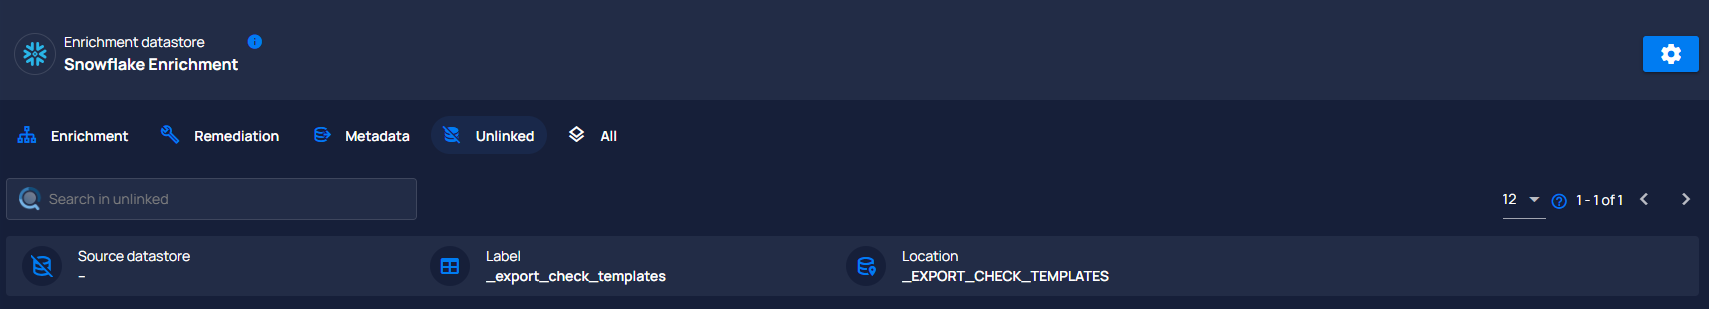 Enrichment datastore
Snowflake Enrichment
Enrichment Remediation Metadata Unlinked All
Search in unlinked
12 1 - 1 of 1
Source datastore Label Location
– _export_check_templates _EXPORT_CHECK_TEMPLATES